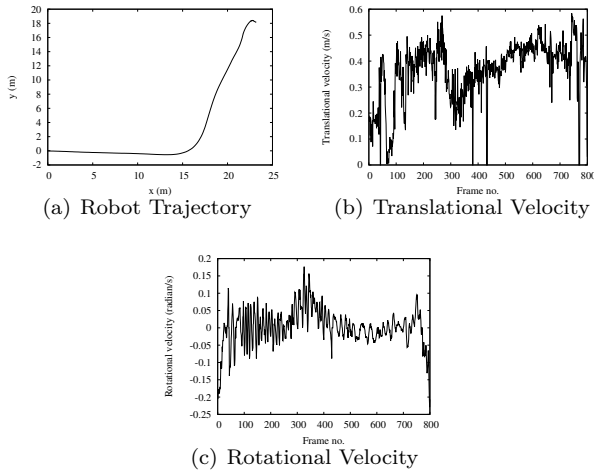 20
18
16
14
12
10
8
6
4
2
0
-2
y (m)
0 5 10 15 20 25
x (m)
(a) Robot Trajectory
0.6
0.5
0.4
0.3
0.2
0.1
0
Translational velocity (m/s)
0 100 200 300 400 500 600 700 800
Frame no.
(b) Translational Velocity
0.2
0.15
0.1
0.05
0
-0.05
-0.1
-0.15
-0.2
-0.25
Rotational velocity (radian/s)
0 100 200 300 400 500 600 700 800
Frame no.
(c) Rotational Velocity